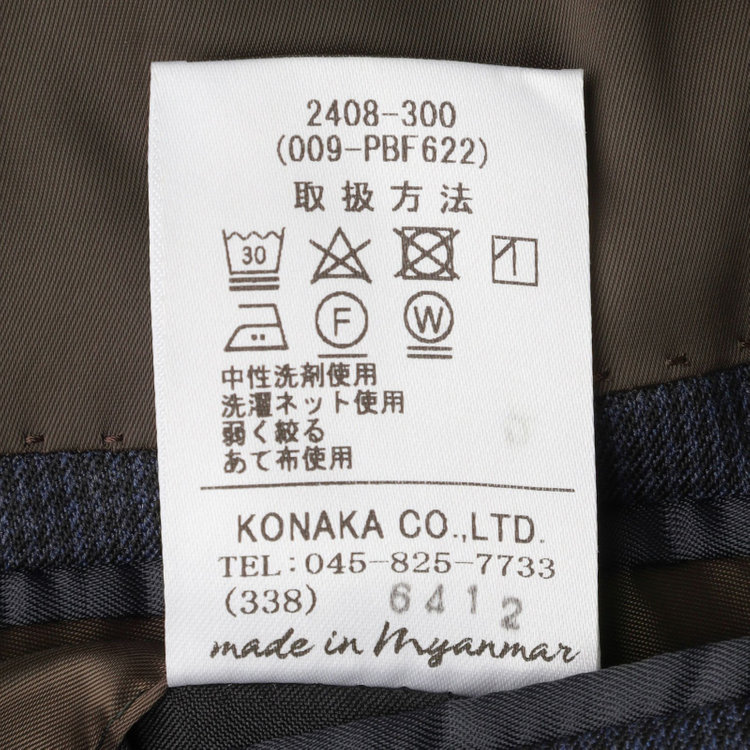 2408-300
(009-PBF622)
取扱方法
30
F W
中性洗剤使用
洗濯ネット使用
弱く絞る
あて布使用
KONAKA CO.,LTD.
TEL:045-825-7733
(338) 6412
made in Myanmar